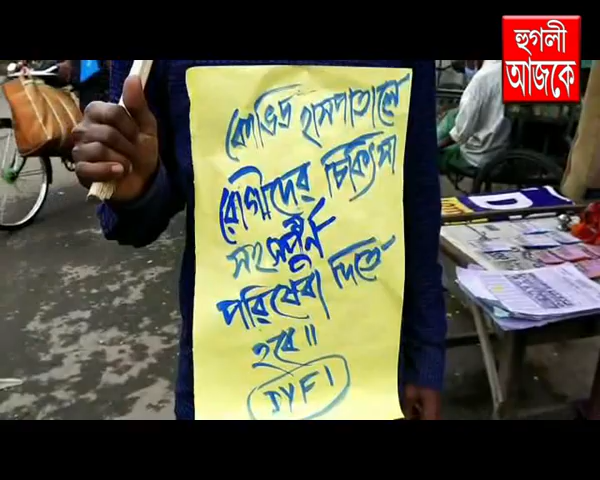 হুগলী
আজকে
কোভিড হাসপাতালে
রোগীদের চিকিৎসা
সহ সম্পূর্ন
পরিষেবা দিতে
হবে॥
DYFI
D